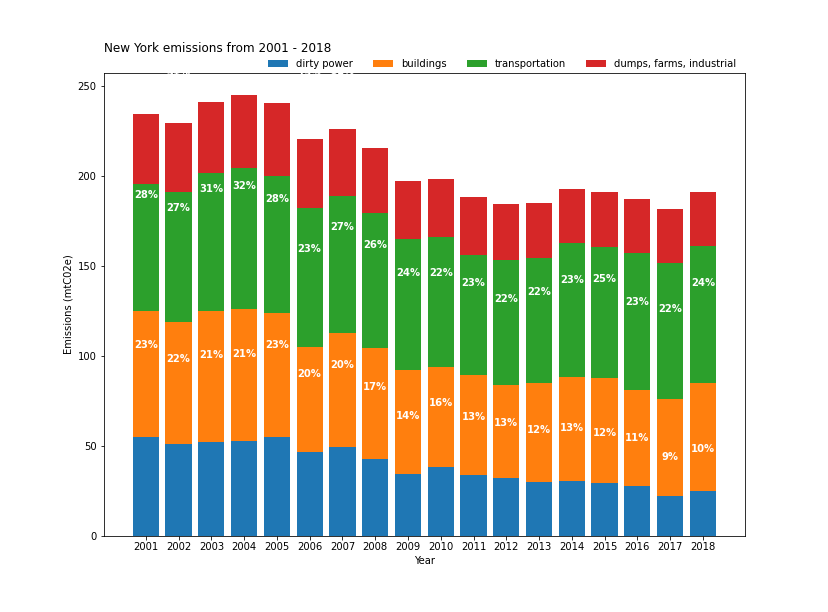 New York emissions from 2001 - 2018
dirty power buildings transportation dumps, farms, industrial
250
200
150
100
50
0
Emissions (mtC02e)
28% 27% 31% 32% 28% 23% 27% 26% 24% 22% 23% 22% 22% 23% 25% 23% 22% 24%
23% 22% 21% 21% 23% 20% 20% 17% 14% 16% 13% 13% 12% 13% 12% 11% 9% 10%
2001 2002 2003 2004 2005 2006 2007 2008 2009 2010 2011 2012 2013 2014 2015 2016 2017 2018
Year